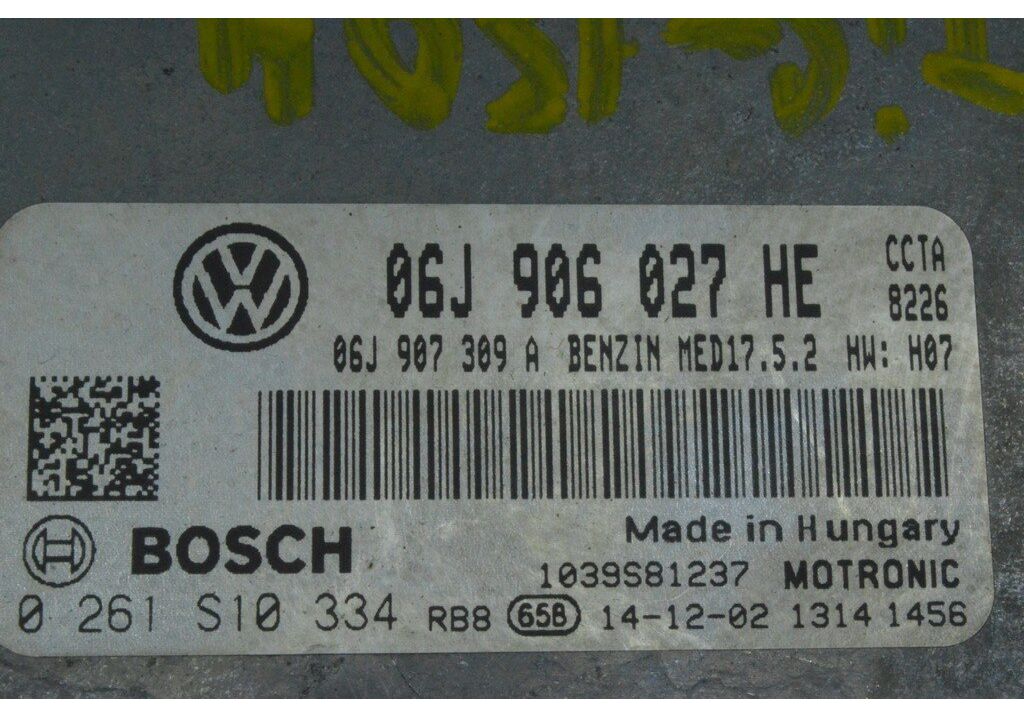 06J 906 027 HE
CCTA
8226
06J 907 309 A BENZIN MED17.5.2 HW: H07
BOSCH
Made in Hungary
1039S81237 MOTRONIC
0 261 S10 334 RB8 65B 14-12-02 1314 1456